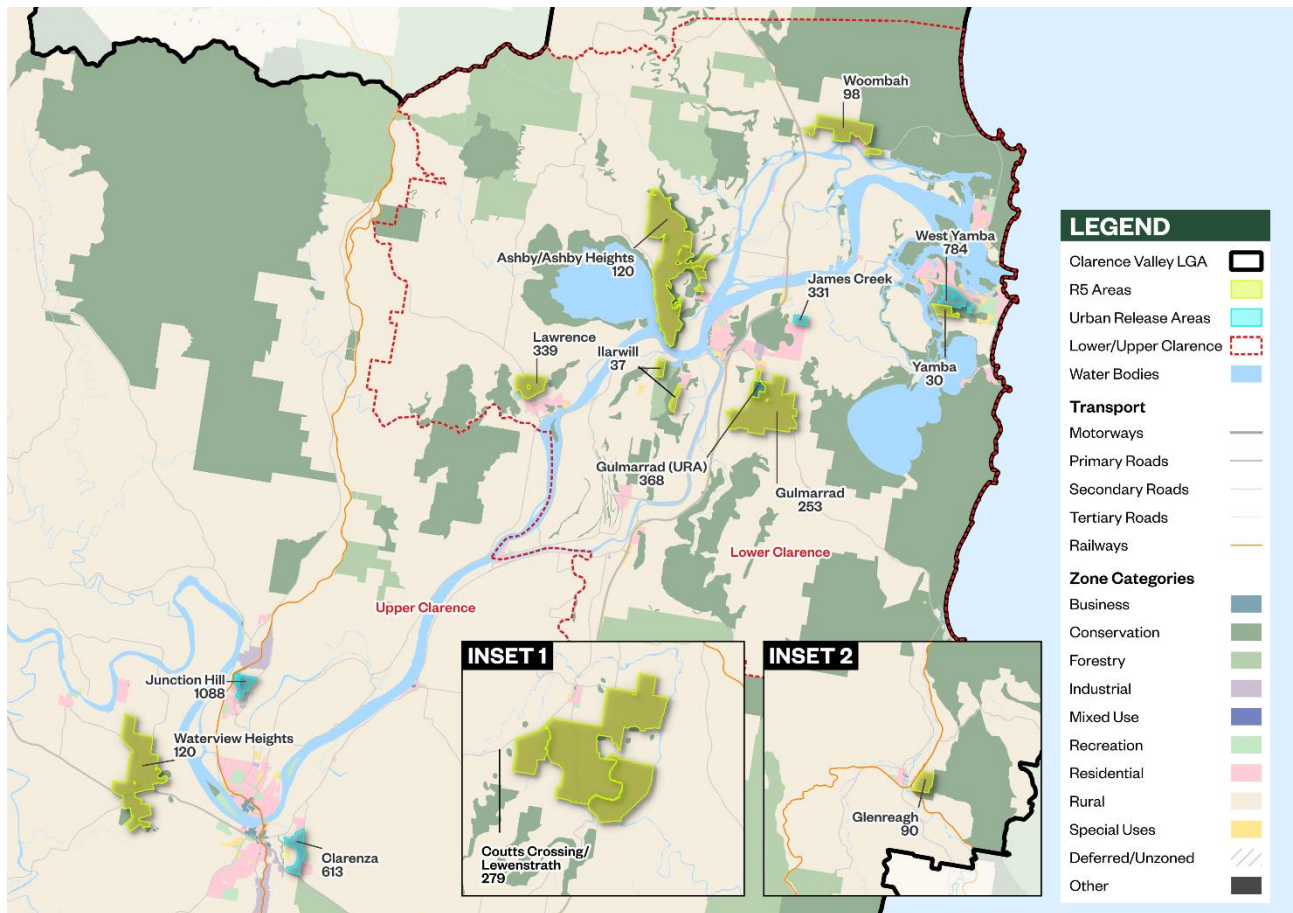 Woombah
98
West Yamba
784
Ashby/Ashby Heights
120
James Creek
331
Lawrence
339
Ilarwill
37
Yamba
30
Gulmarrad (URA)
368
Gulmarrad
253
Lower Clarence
Upper Clarence
Junction Hill
1088
Waterview Heights
120
Clarenza
613
INSET 1
Coutts Crossing/
Lewenstrath
279
INSET 2
Glenreagh
90
LEGEND
Clarence Valley LGA
R5 Areas
Urban Release Areas
Lower/Upper Clarence
Water Bodies
Transport
Motorways
Primary Roads
Secondary Roads
Tertiary Roads
Railways
Zone Categories
Business
Conservation
Forestry
Industrial
Mixed Use
Recreation
Residential
Rural
Special Uses
Deferred/Unzoned
Other